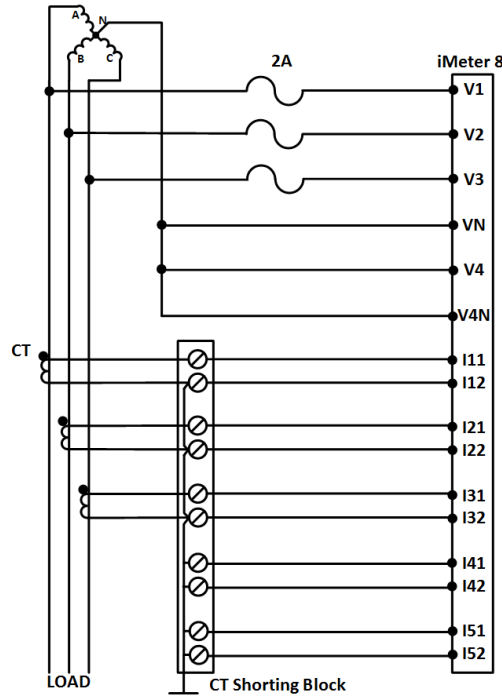 A
N
B
C
2A
iMeter 8
V1
V2
V3
VN
V4
V4N
CT
I11
I12
I21
I22
I31
I32
I41
I42
I51
I52
LOAD
CT Shorting Block